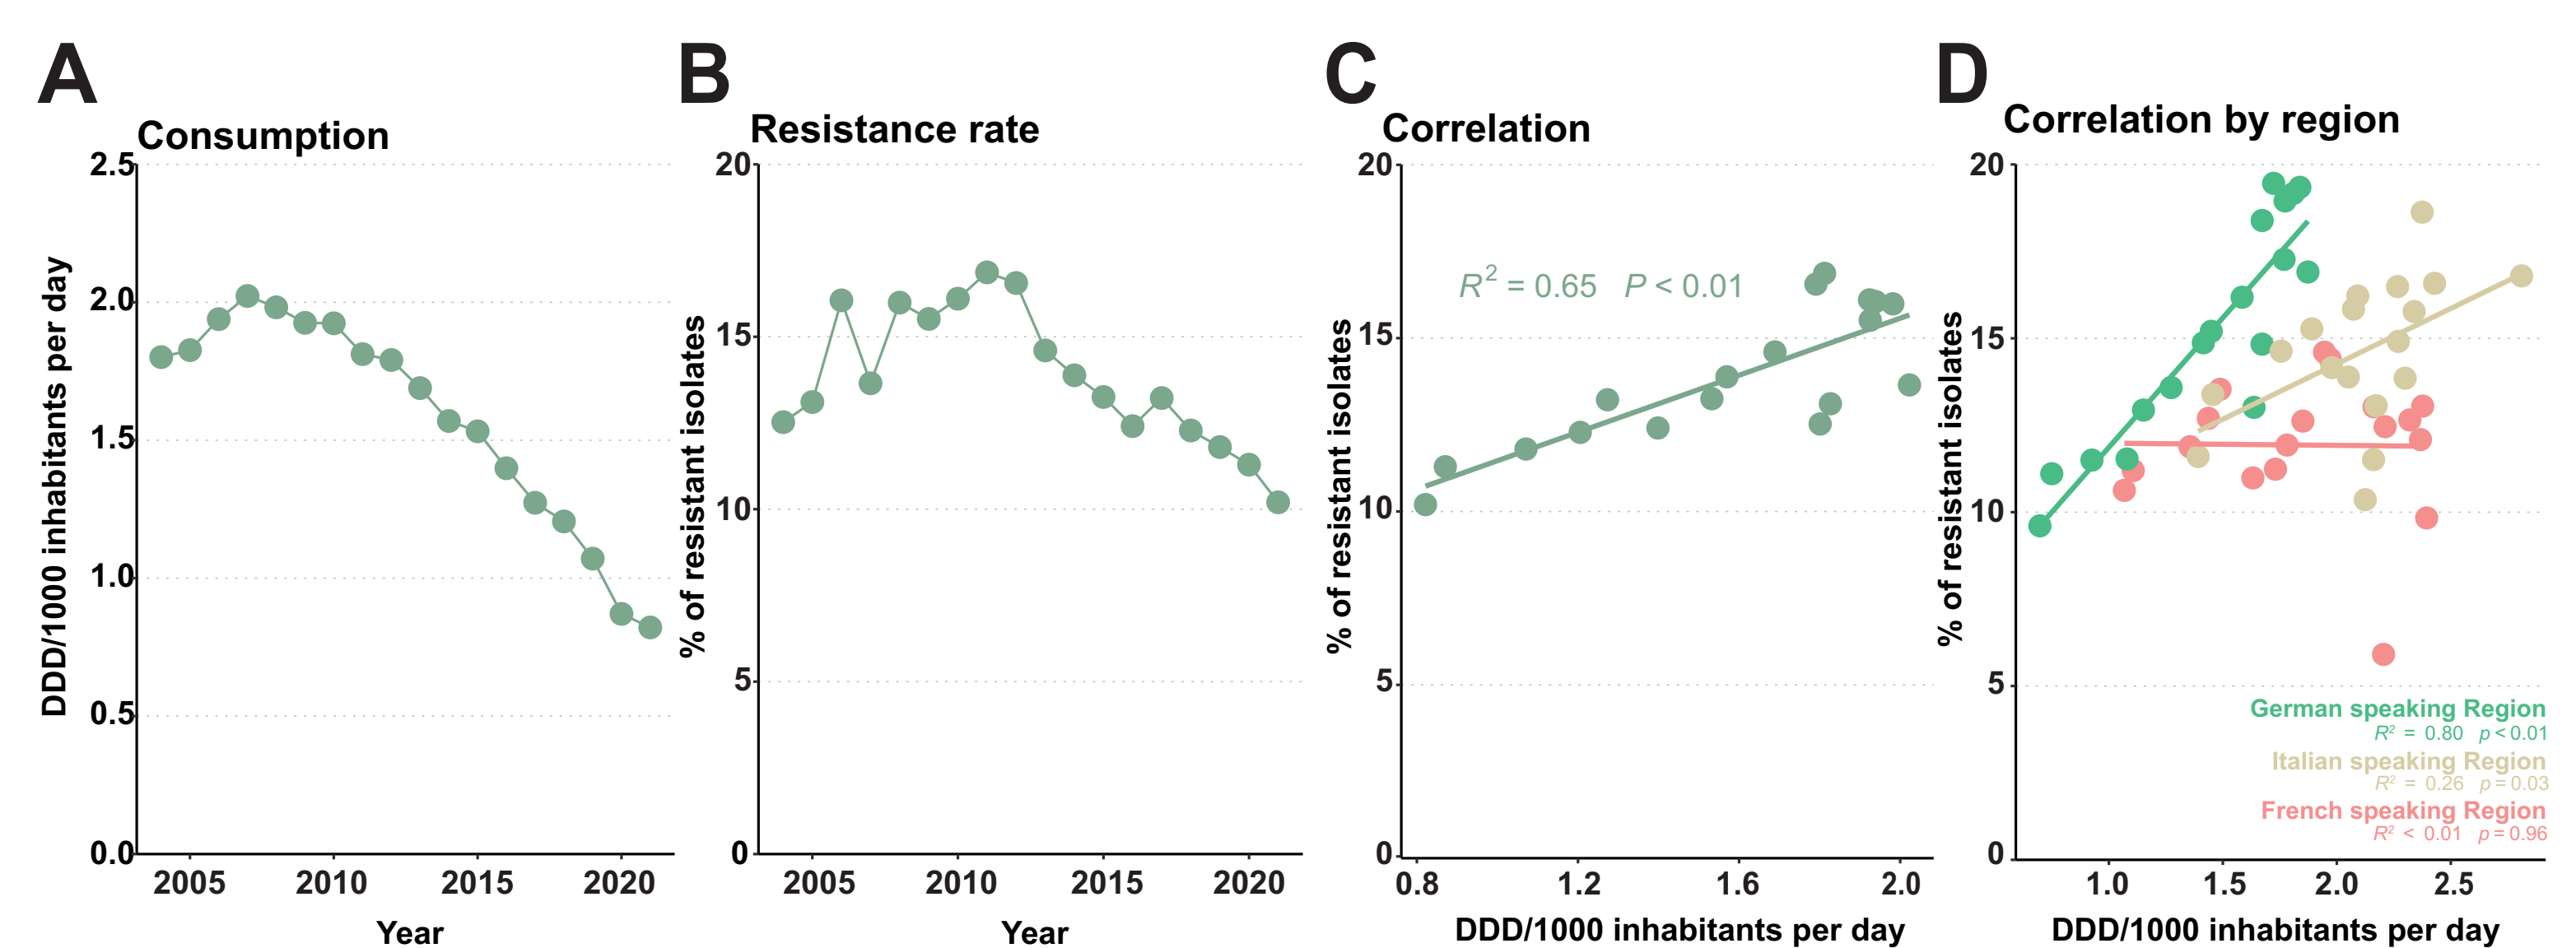 A
Consumption
DDD/1000 inhabitants per day
2.5
2.0
1.5
1.0
0.5
0.0
2005 2010 2015 2020
Year
B
Resistance rate
% of resistant isolates
20
15
10
5
0
2005 2010 2015 2020
Year
C
Correlation
% of resistant isolates
20
15
10
5
0
R² = 0.65 P < 0.01
0.8 1.2 1.6 2.0
DDD/1000 inhabitants per day
D
Correlation by region
% of resistant isolates
20
15
10
5
0
German speaking Region
R² = 0.80 p < 0.01
Italian speaking Region
R² = 0.26 p = 0.03
French speaking Region
R² < 0.01 p = 0.96
1.0 1.5 2.0 2.5
DDD/1000 inhabitants per day